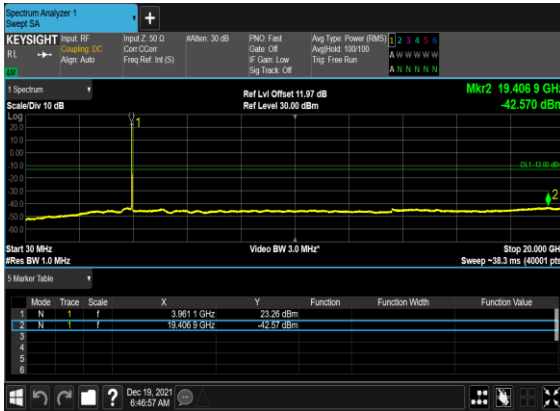 Spectrum Analyzer 1
Swept SA
KEYSIGHT Input: RF Input Z: 50 Ω #Atten: 30 dB PNO: Fast Avg Type: Power (RMS) 1 2 3 4 5 6
RL Coupling: DC Corr CCorr Gate: Off Avg|Hold: 100/100 A W W W W W
Align: Auto Freq Ref: Int (S) IF Gain: Low Trig: Free Run
Sig Track: Off A N N N N N
1 Spectrum Ref Lvl Offset 11.97 dB Mkr2 19.406 9 GHz
Scale/Div 10 dB Ref Level 30.00 dBm -42.570 dBm
Log
20.0
10.0
0.00
-10.0
DL1 -13.00 dBm
-20.0
-30.0
-40.0
-50.0
-60.0
1
2
Start 30 MHz Video BW 3.0 MHz* Stop 20.000 GHz
#Res BW 1.0 MHz Sweep ~38.3 ms (40001 pts)
5 Marker Table
Mode Trace Scale X Y Function Function Width Function Value
1 N 1 f 3.961 1 GHz 23.26 dBm
2 N 1 f 19.406 9 GHz -42.57 dBm
3
4
5
6
? Dec 19, 2021
6:46:57 AM